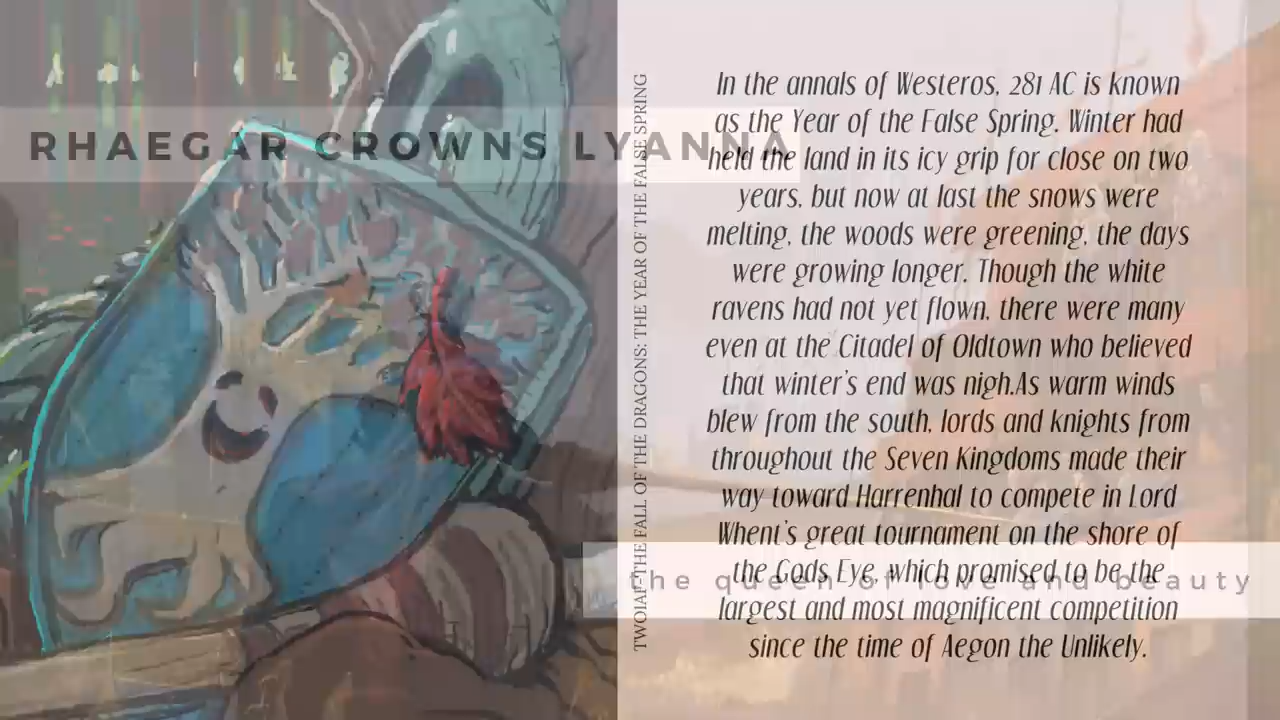 RHAEGAR CROWNS LYANNA
TWOIAF-THE FALL OF THE DRAGONS: THE YEAR OF THE FALSE SPRING
In the annals of Westeros, 281 AC is known
as the Year of the False Spring. Winter had
held the land in its icy grip for close on two
years, but now at last the snows were
melting, the woods were greening, the days
were growing longer. Though the white
ravens had not yet flown, there were many
even at the Citadel of Oldtown who believed
that winter's end was nigh.As warm winds
blew from the south, lords and knights from
throughout the Seven Kingdoms made their
way toward Harrenhal to compete in Lord
Whent's great tournament on the shore of
the Gods Eye, which promised to be the
largest and most magnificent competition
since the time of Aegon the Unlikely.
the queen of love and beauty